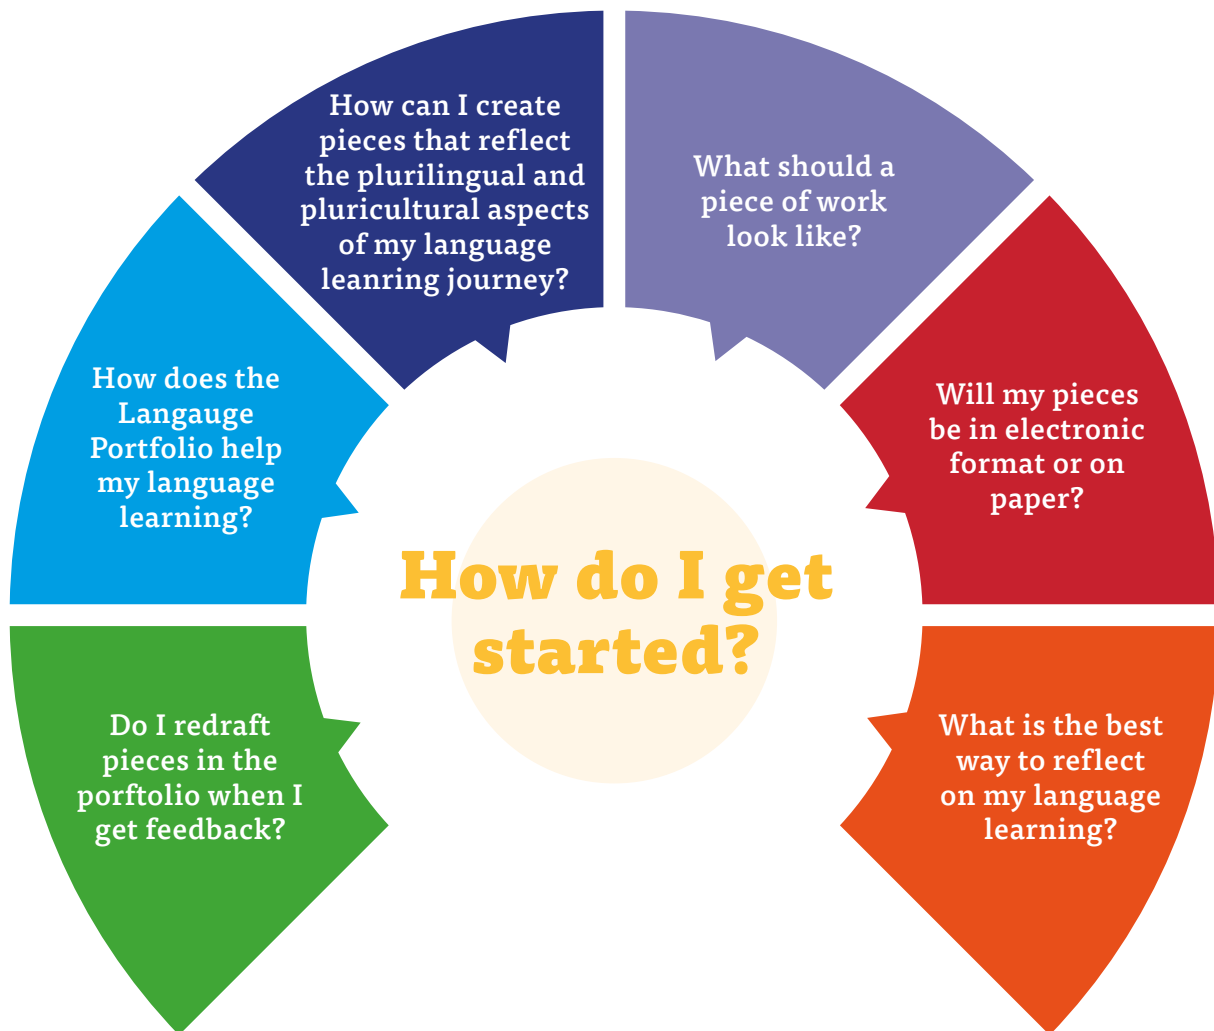 How can I create
pieces that reflect
the plurilingual and
pluricultural aspects
of my language
leanring journey?
What should a
piece of work
look like?
How does the
Langauge
Portfolio help
my language
learning?
Will my pieces
be in electronic
format or on
paper?
How do I get
started?
Do I redraft
pieces in the
porftolio when I
get feedback?
What is the best
way to reflect
on my language
learning?